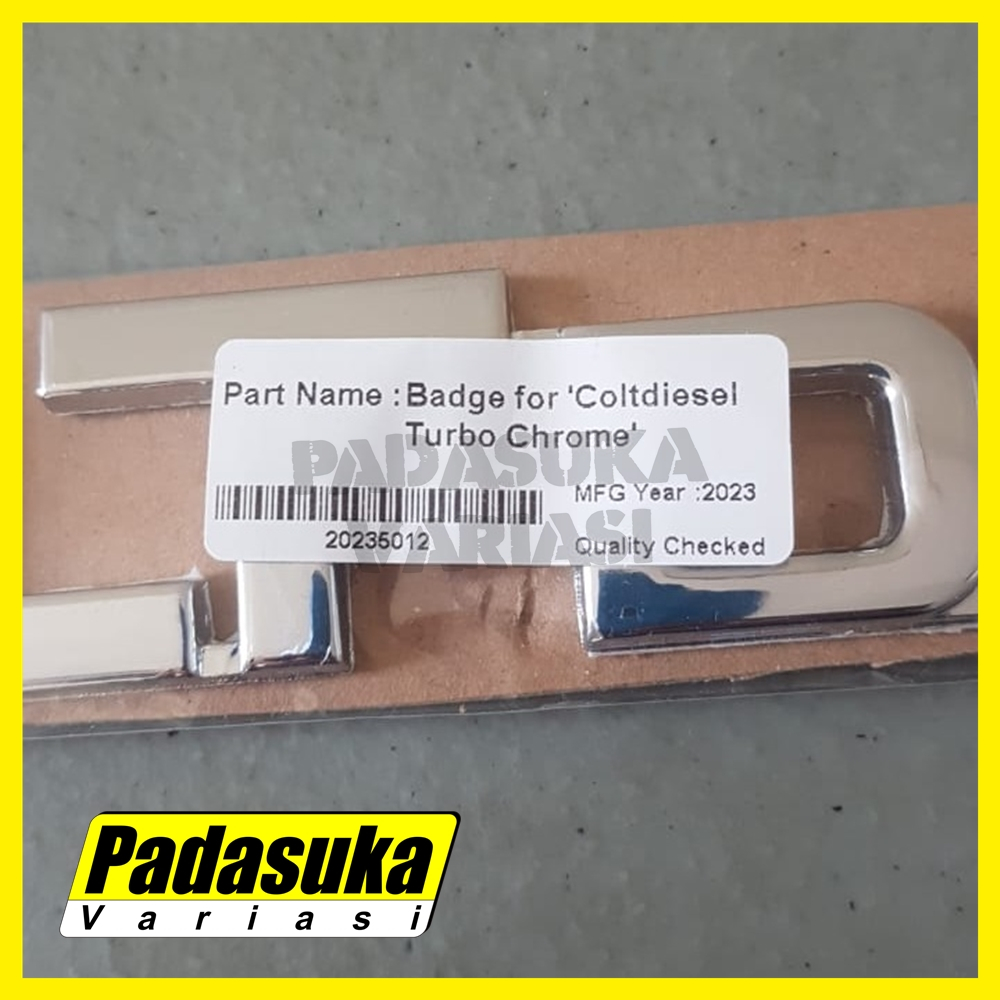 Part Name : Badge for 'Coltdiesel
Turbo Chrome'
PADASUKA
VARIASI
MFG Year :2023
20235012
Quality Checked
Padasuka
Variasi